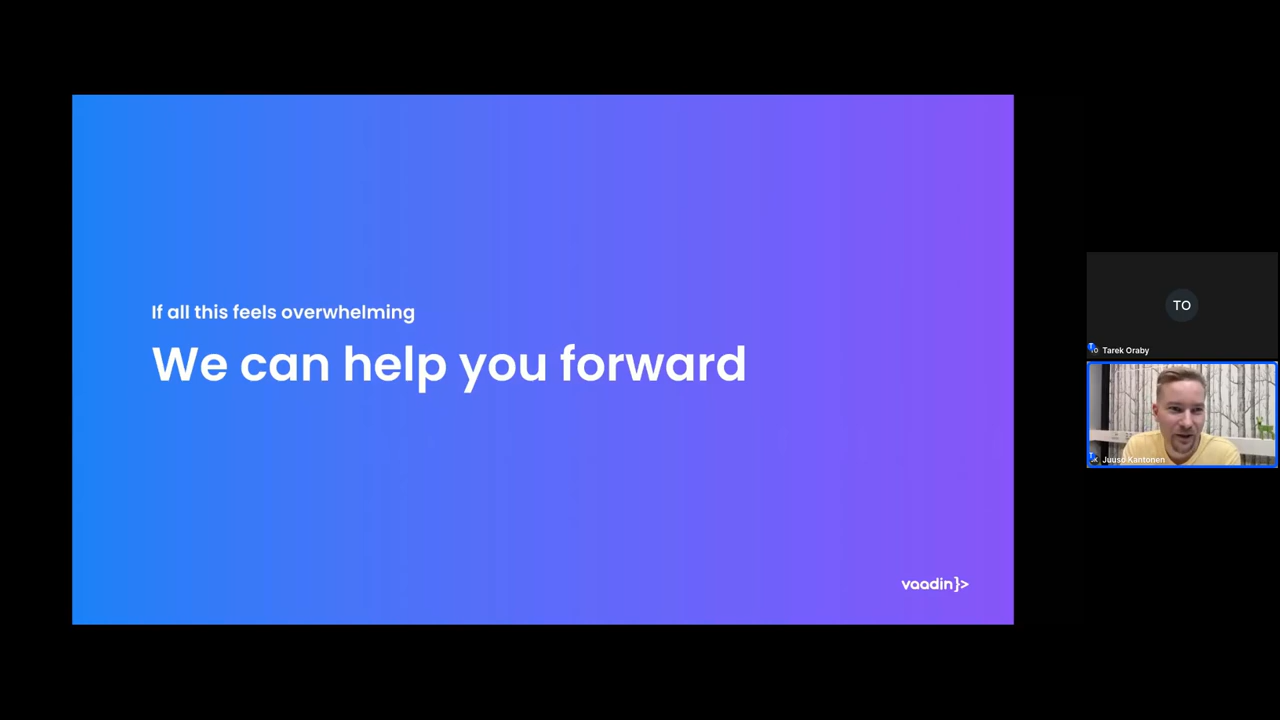 If all this feels overwhelming
We can help you forward
vaadin}>
TO
Tarek Oraby
Juuso Kantonen